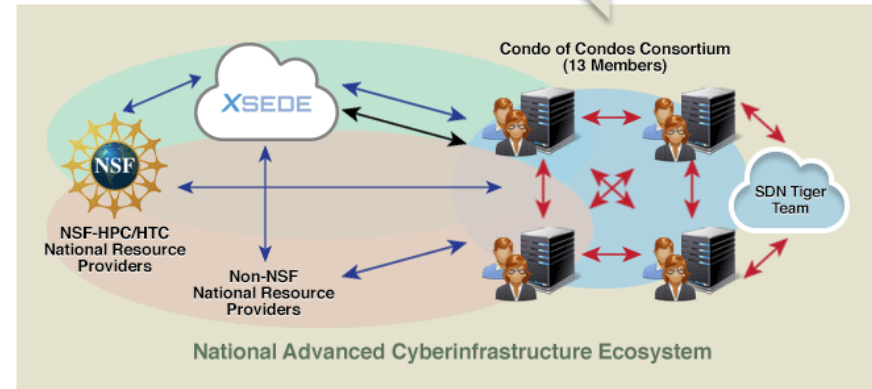 Condo of Condos Consortium
(13 Members)
XSEDE
NSF
SDN Tiger
Team
NSF-HPC/HTC
National Resource
Providers
Non-NSF
National Resource
Providers
National Advanced Cyberinfrastructure Ecosystem